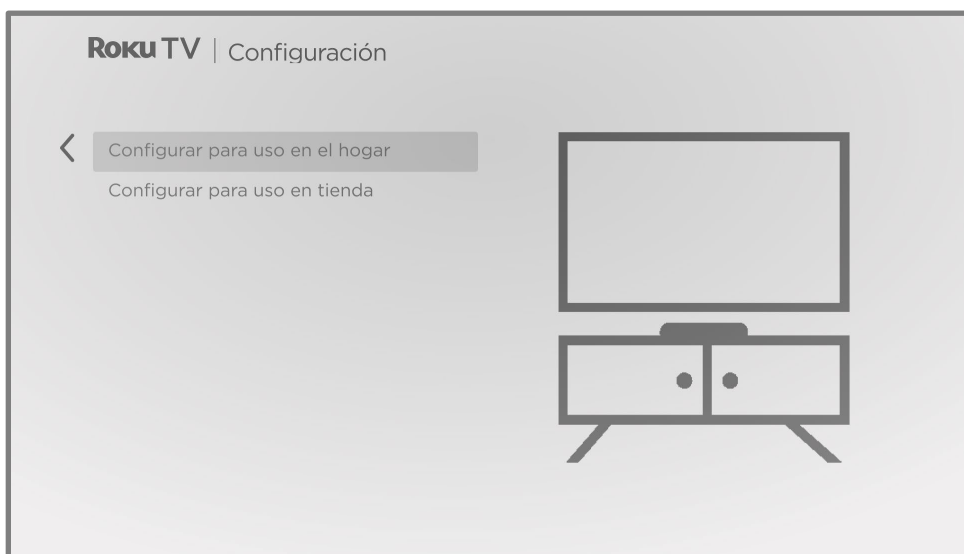 Roku TV | Configuración
Configurar para uso en el hogar
Configurar para uso en tienda